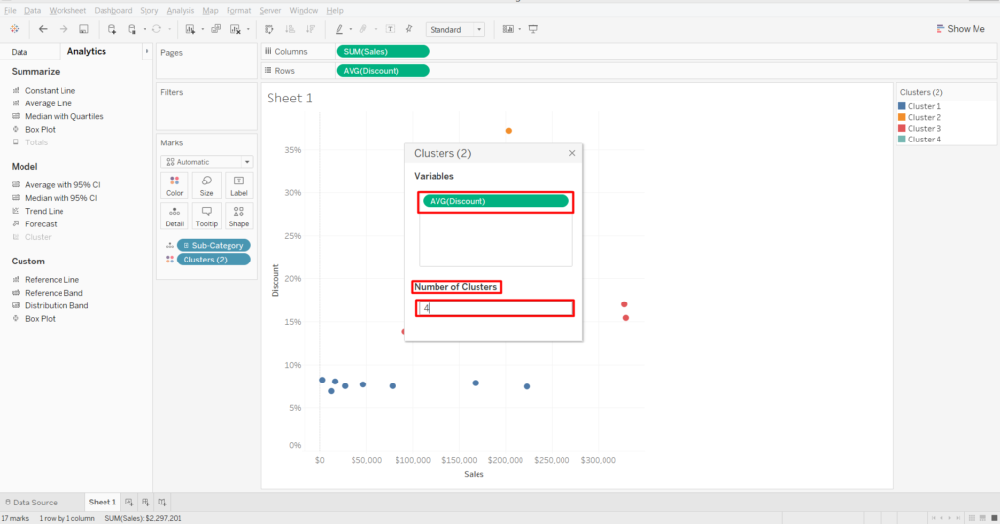 File Data Worksheet Dashboard Story Analysis Map Format Server Window Help
Standard
Show Me
Data Analytics
Summarize
Constant Line
Average Line
Median with Quartiles
Box Plot
Totals
Model
Average with 95% CI
Median with 95% CI
Trend Line
Forecast
Cluster
Custom
Reference Line
Reference Band
Distribution Band
Box Plot
Pages
Filters
Marks
Automatic
Color Size Label
Detail Tooltip Shape
Sub-Category
Clusters (2)
Columns SUM(Sales)
Rows AVG(Discount)
Sheet 1
35%
30%
25%
20%
15%
10%
5%
0%
Discount
$0 $50,000 $100,000 $150,000 $200,000 $250,000 $300,000
Sales
Clusters (2)
Variables
AVG(Discount)
Number of Clusters
4
Clusters (2)
Cluster 1
Cluster 2
Cluster 3
Cluster 4
Data Source Sheet 1
17 marks 1 row by 1 column SUM(Sales): $2,297,201